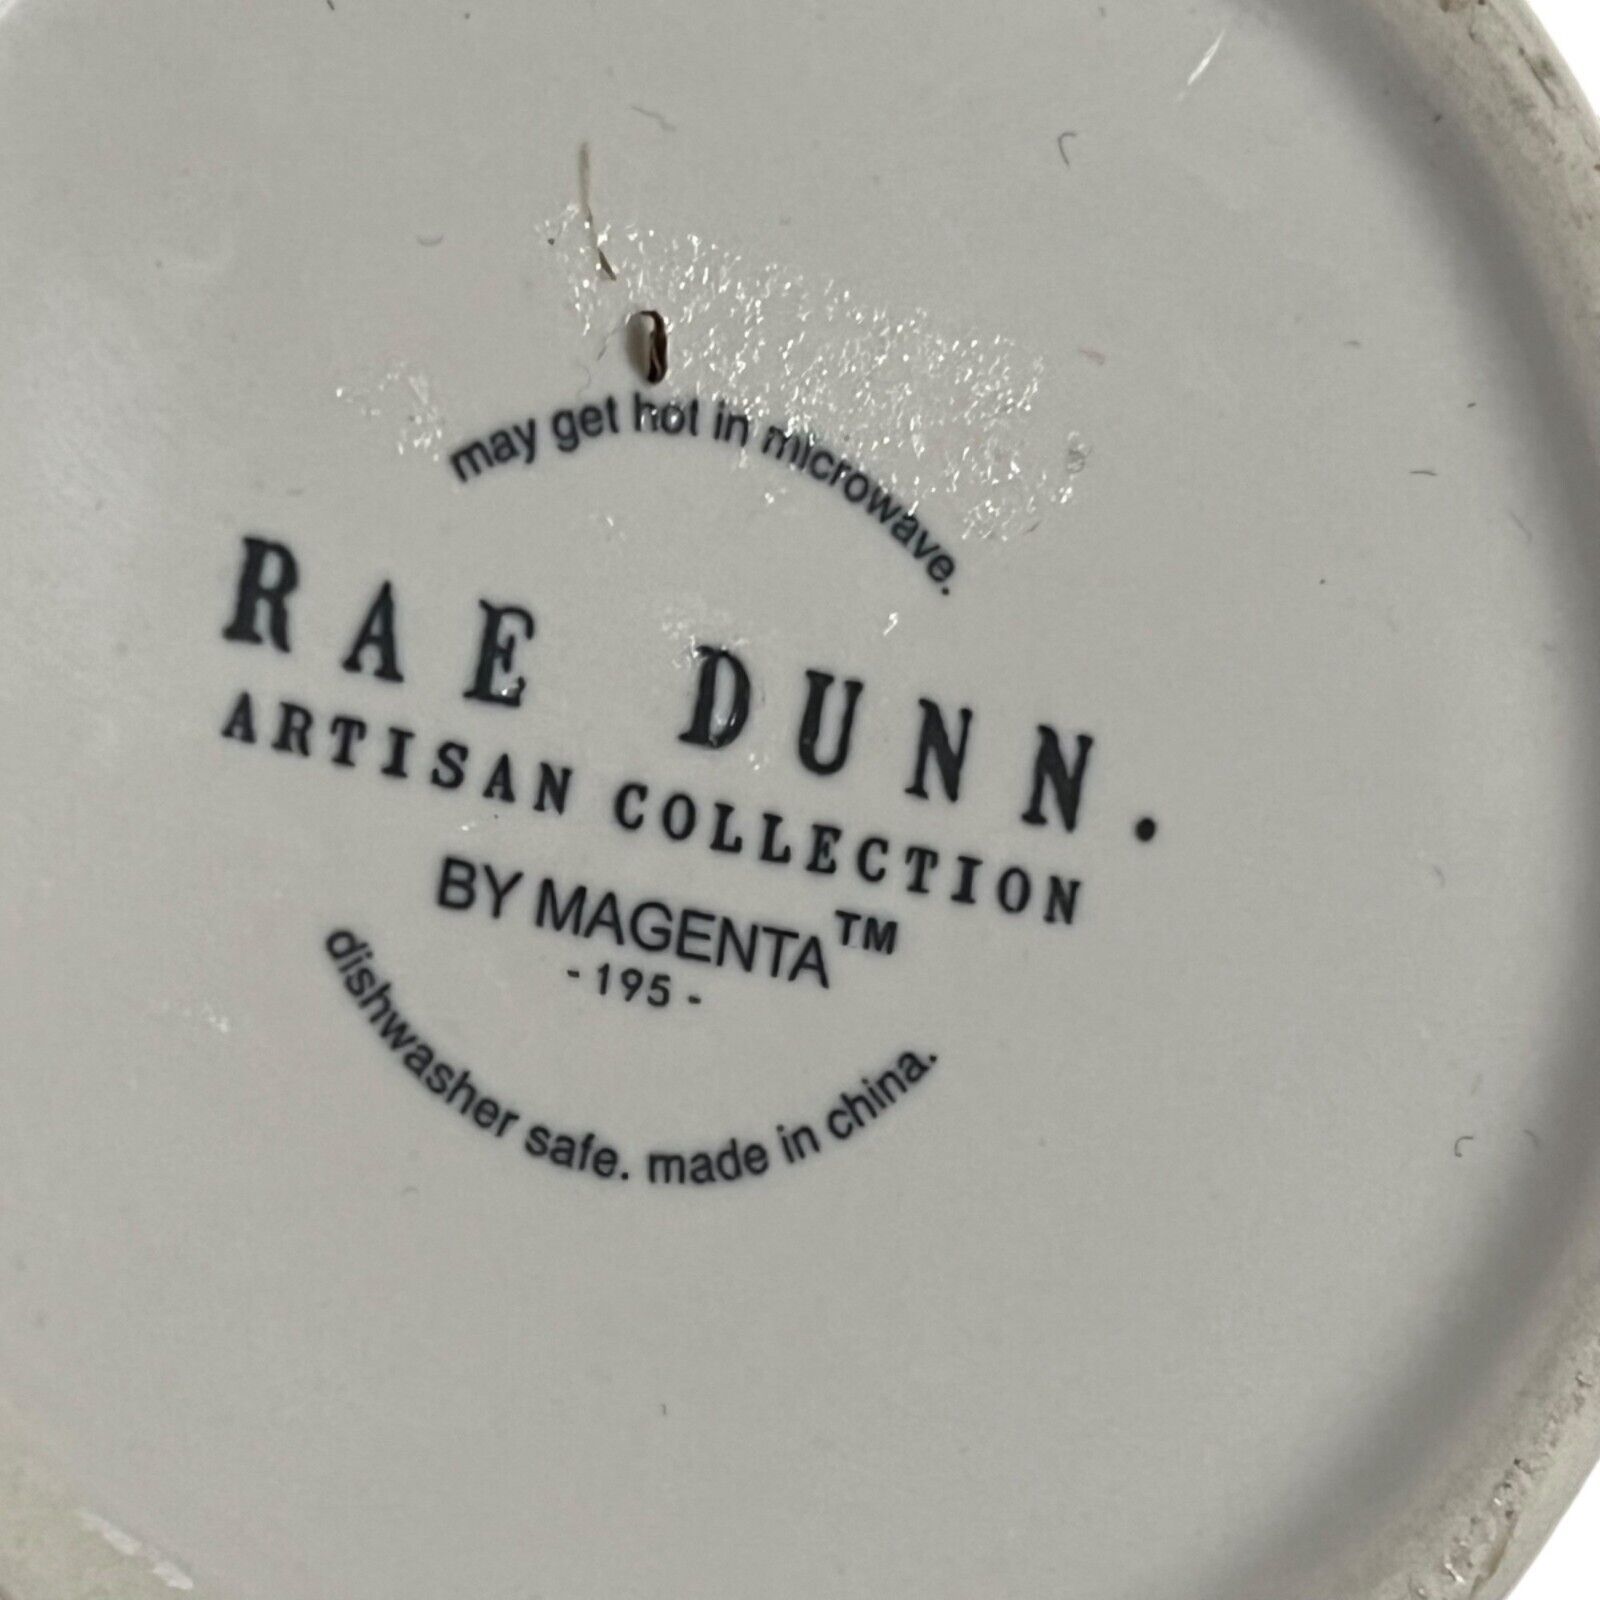 may get hot in microwave.
RAE DUNN.
ARTISAN COLLECTION
BY MAGENTA™
- 195 -
dishwasher safe. made in china.